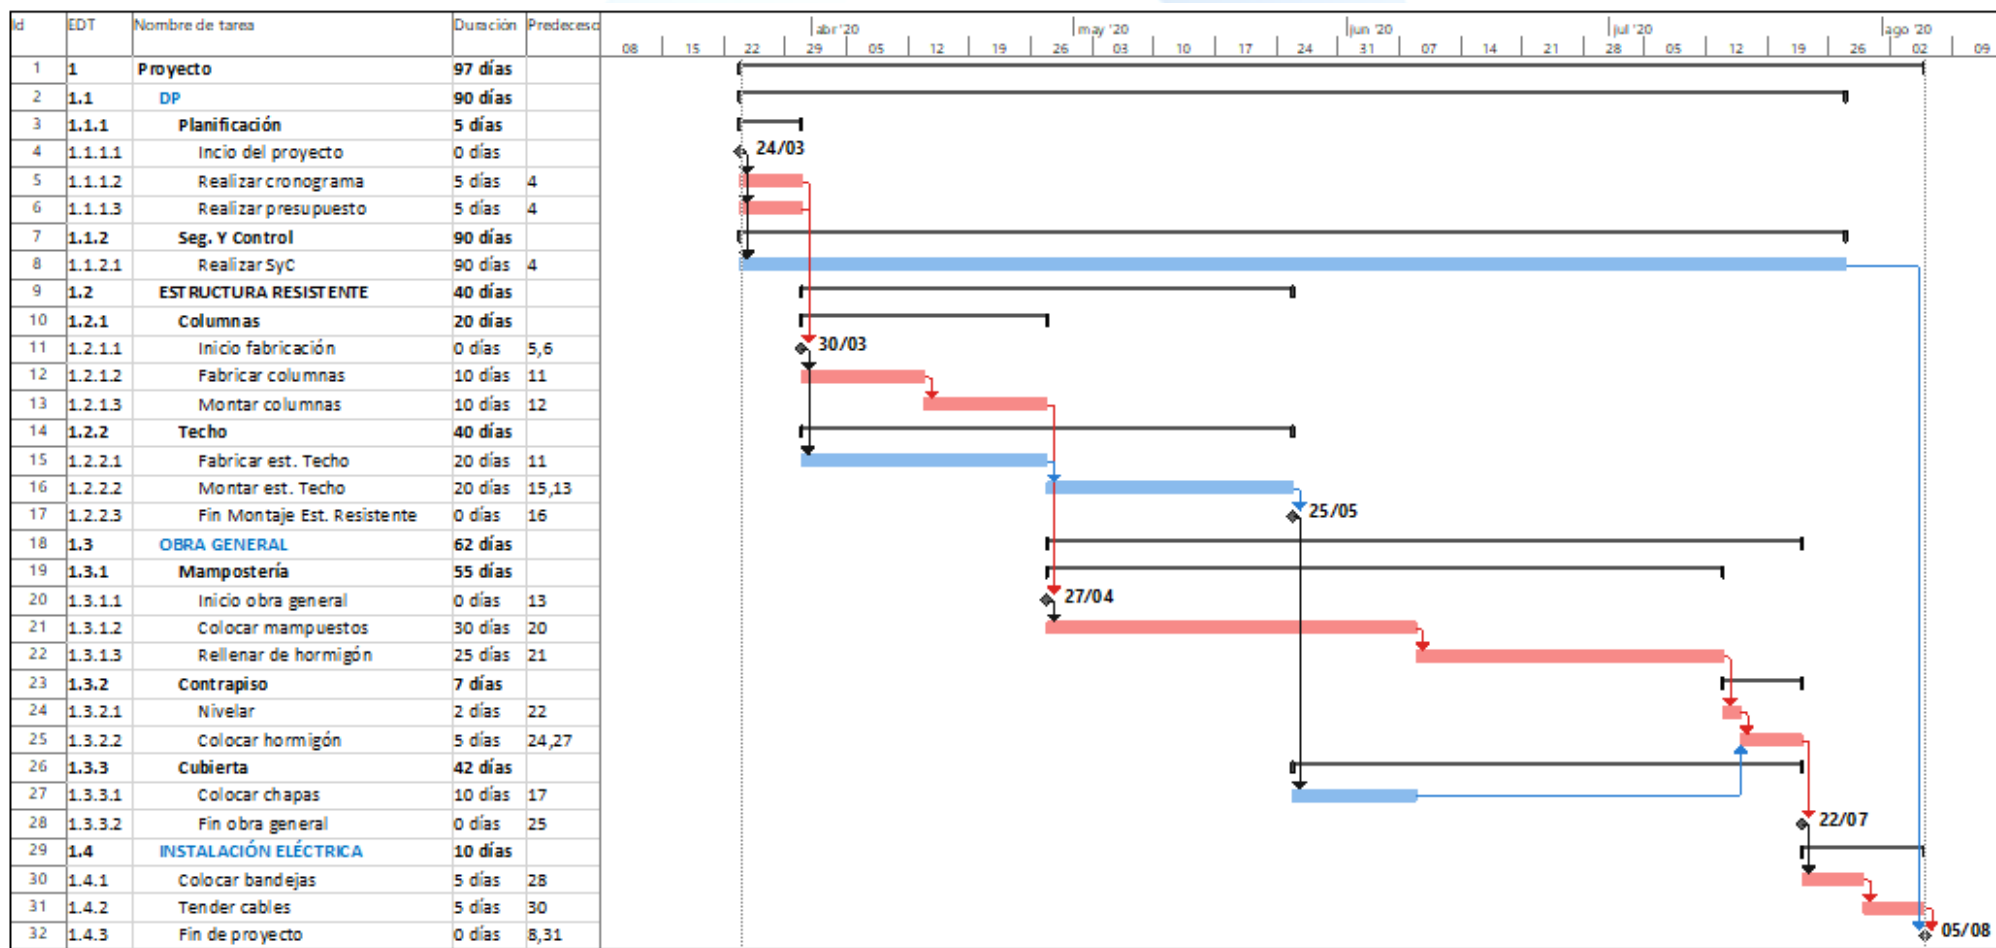 Id EDT Nombre de tarea Duración Predeceso
abr '20 may '20 jun '20 jul '20 ago '20
08 15 22 29 05 12 19 26 03 10 17 24 31 07 14 21 28 05 12 19 26 02 09
1 1 Proyecto 97 días
2 1.1 DP 90 días
3 1.1.1 Planificación 5 días
4 1.1.1.1 Incio del proyecto 0 días 24/03
5 1.1.1.2 Realizar cronograma 5 días 4
6 1.1.1.3 Realizar presupuesto 5 días 4
7 1.1.2 Seg. Y Control 90 días
8 1.1.2.1 Realizar SyC 90 días 4
9 1.2 ESTRUCTURA RESISTENTE 40 días
10 1.2.1 Columnas 20 días
11 1.2.1.1 Inicio fabricación 0 días 5,6 30/03
12 1.2.1.2 Fabricar columnas 10 días 11
13 1.2.1.3 Montar columnas 10 días 12
14 1.2.2 Techo 40 días
15 1.2.2.1 Fabricar est. Techo 20 días 11
16 1.2.2.2 Montar est. Techo 20 días 15,13
17 1.2.2.3 Fin Montaje Est. Resistente 0 días 16 25/05
18 1.3 OBRA GENERAL 62 días
19 1.3.1 Mampostería 55 días
20 1.3.1.1 Inicio obra general 0 días 13 27/04
21 1.3.1.2 Colocar mampuestos 30 días 20
22 1.3.1.3 Rellenar de hormigón 25 días 21
23 1.3.2 Contrapiso 7 días
24 1.3.2.1 Nivelar 2 días 22
25 1.3.2.2 Colocar hormigón 5 días 24,27
26 1.3.3 Cubierta 42 días
27 1.3.3.1 Colocar chapas 10 días 17
28 1.3.3.2 Fin obra general 0 días 25 22/07
29 1.4 INSTALACIÓN ELÉCTRICA 10 días
30 1.4.1 Colocar bandejas 5 días 28
31 1.4.2 Tender cables 5 días 30
32 1.4.3 Fin de proyecto 0 días 8,31 05/08